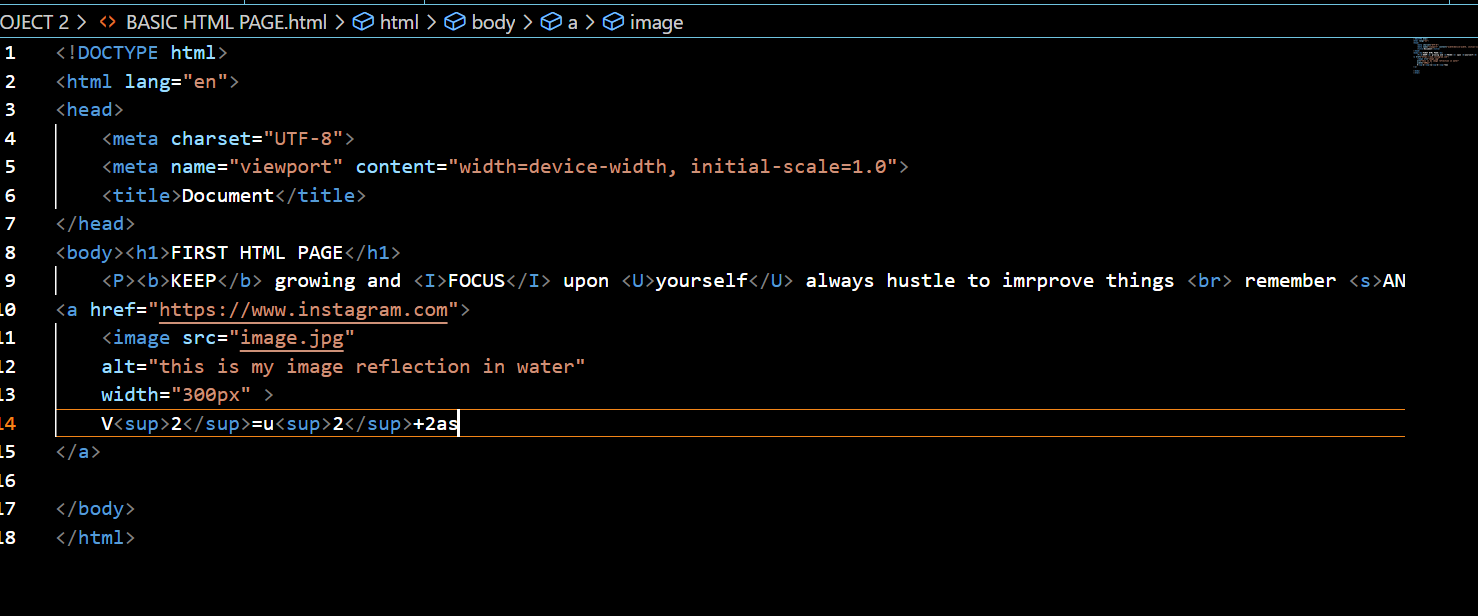 OJECT 2 > <> BASIC HTML PAGE.html > html > body > a > image
1 <!DOCTYPE html>
2 <html lang="en">
3 <head>
4 <meta charset="UTF-8">
5 <meta name="viewport" content="width=device-width, initial-scale=1.0">
6 <title>Document</title>
7 </head>
8 <body><h1>FIRST HTML PAGE</h1>
9 <P><b>KEEP</b> growing and <I>FOCUS</I> upon <U>yourself</U> always hustle to imrprove things <br> remember <s>AN
10 <a href="https://www.instagram.com">
11 <image src="image.jpg"
12 alt="this is my image reflection in water"
13 width="300px" >
14 V<sup>2</sup>=u<sup>2</sup>+2as
15 </a>
16
17 </body>
18 </html>